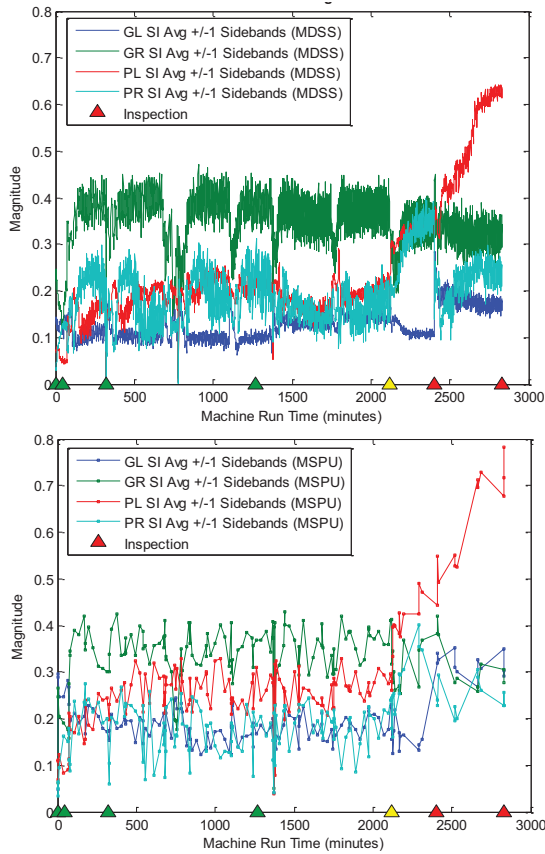 0.8
GL SI Avg +/-1 Sidebands (MDSS)
GR SI Avg +/-1 Sidebands (MDSS)
PL SI Avg +/-1 Sidebands (MDSS)
PR SI Avg +/-1 Sidebands (MDSS)
Inspection
0.7
0.6
0.5
0.4
0.3
0.2
0.1
0
Magnitude
0 500 1000 1500 2000 2500 3000
Machine Run Time (minutes)
0.8
GL SI Avg +/-1 Sidebands (MSPU)
GR SI Avg +/-1 Sidebands (MSPU)
PL SI Avg +/-1 Sidebands (MSPU)
PR SI Avg +/-1 Sidebands (MSPU)
Inspection
0.7
0.6
0.5
0.4
0.3
0.2
0.1
0
Magnitude
0 500 1000 1500 2000 2500 3000
Machine Run Time (minutes)